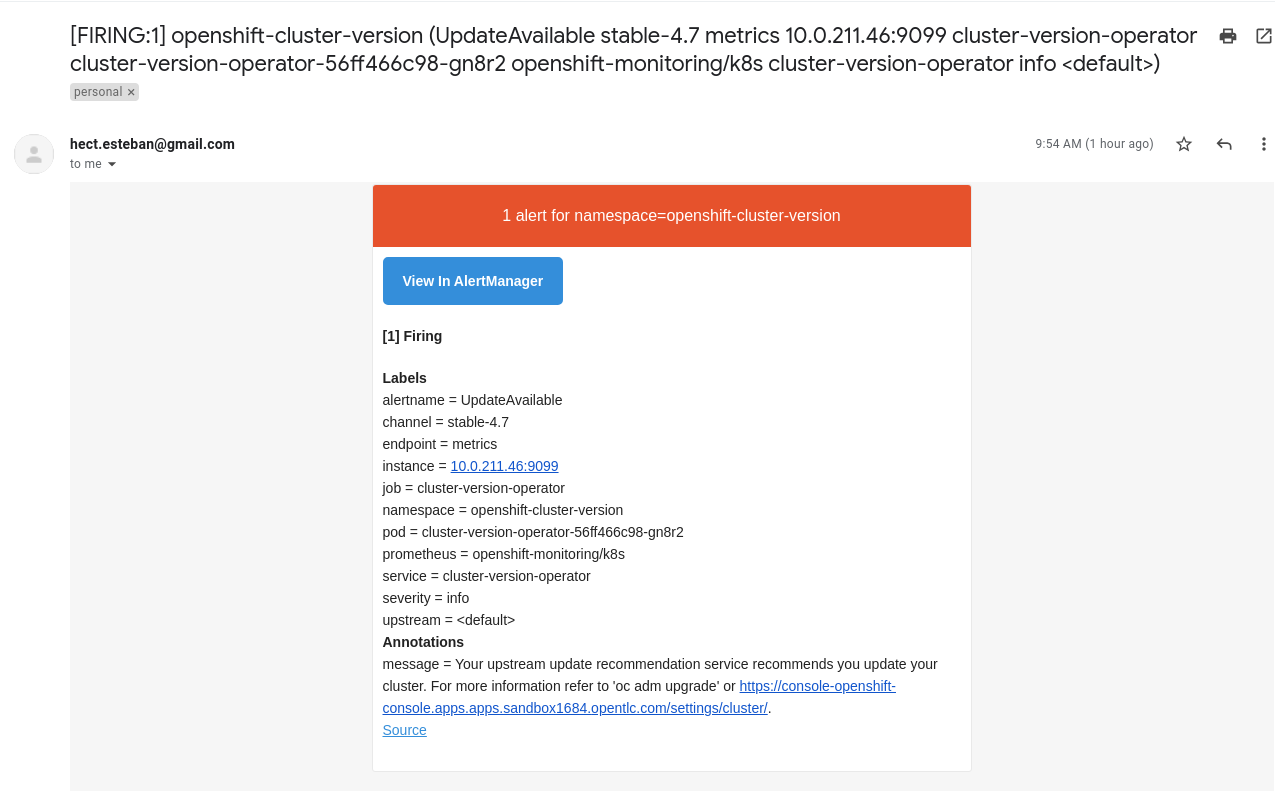 [FIRING:1] openshift-cluster-version (UpdateAvailable stable-4.7 metrics 10.0.211.46:9099 cluster-version-operator
cluster-version-operator-56ff466c98-gn8r2 openshift-monitoring/k8s cluster-version-operator info <default>)
personal ×
hect.esteban@gmail.com
9:54 AM (1 hour ago)
to me
1 alert for namespace=openshift-cluster-version
View In AlertManager
[1] Firing
Labels
alertname = UpdateAvailable
channel = stable-4.7
endpoint = metrics
instance = 10.0.211.46:9099
job = cluster-version-operator
namespace = openshift-cluster-version
pod = cluster-version-operator-56ff466c98-gn8r2
prometheus = openshift-monitoring/k8s
service = cluster-version-operator
severity = info
upstream = <default>
Annotations
message = Your upstream update recommendation service recommends you update your
cluster. For more information refer to 'oc adm upgrade' or https://console-openshift-
console.apps.apps.sandbox1684.opentlc.com/settings/cluster/.
Source